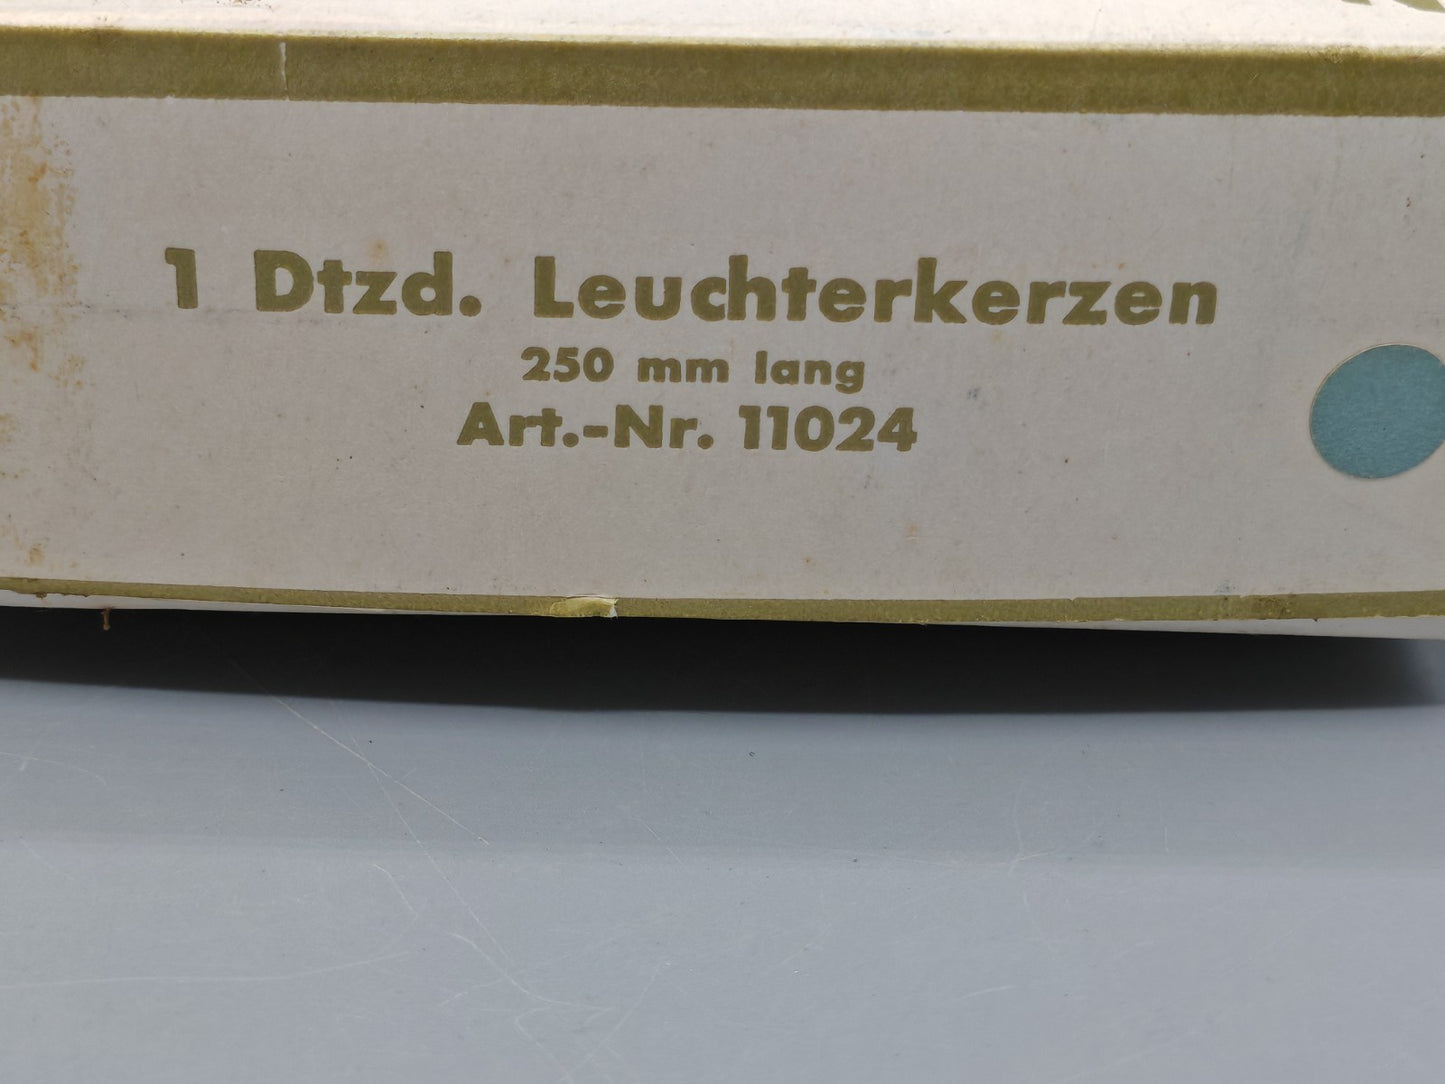 1 Dtzd. Leuchterkerzen
250 mm lang
Art.-Nr. 11024